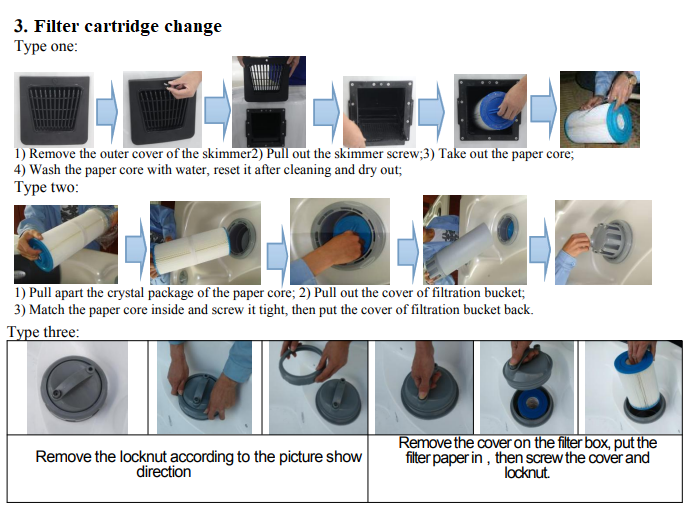 3. Filter cartridge change
Type one:
1) Remove the outer cover of the skimmer2) Pull out the skimmer screw;3) Take out the paper core;
4) Wash the paper core with water, reset it after cleaning and dry out;
Type two:
1) Pull apart the crystal package of the paper core; 2) Pull out the cover of filtration bucket;
3) Match the paper core inside and screw it tight, then put the cover of filtration bucket back.
Type three:
Remove the locknut according to the picture show
direction
Remove the cover on the filter box, put the
filter paper in , then screw the cover and
locknut.